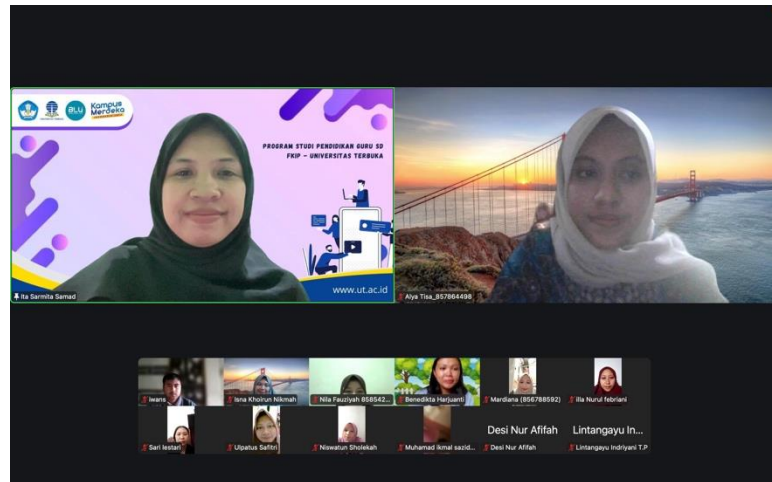 BLU
Kampus
Merdeka
PROGRAM STUDI PENDIDIKAN GURU SD
FKIP – UNIVERSITAS TERBUKA
www.ut.ac.id
Ita Sarmita Samad
Alya Tisa_857864498
iwans
Isna Khoirun Nikmah
Nila Fauziyah 858542...
Benedikta Harjuanti
Mardiana (856788592)
illa Nurul febriani
Desi Nur Afifah
Lintangayu In...
Sari lestari
Ulpatus Safitri
Niswatun Sholekah
Muhamad ikmal sazid...
Desi Nur Afifah
Lintangayu Indriyani T.P